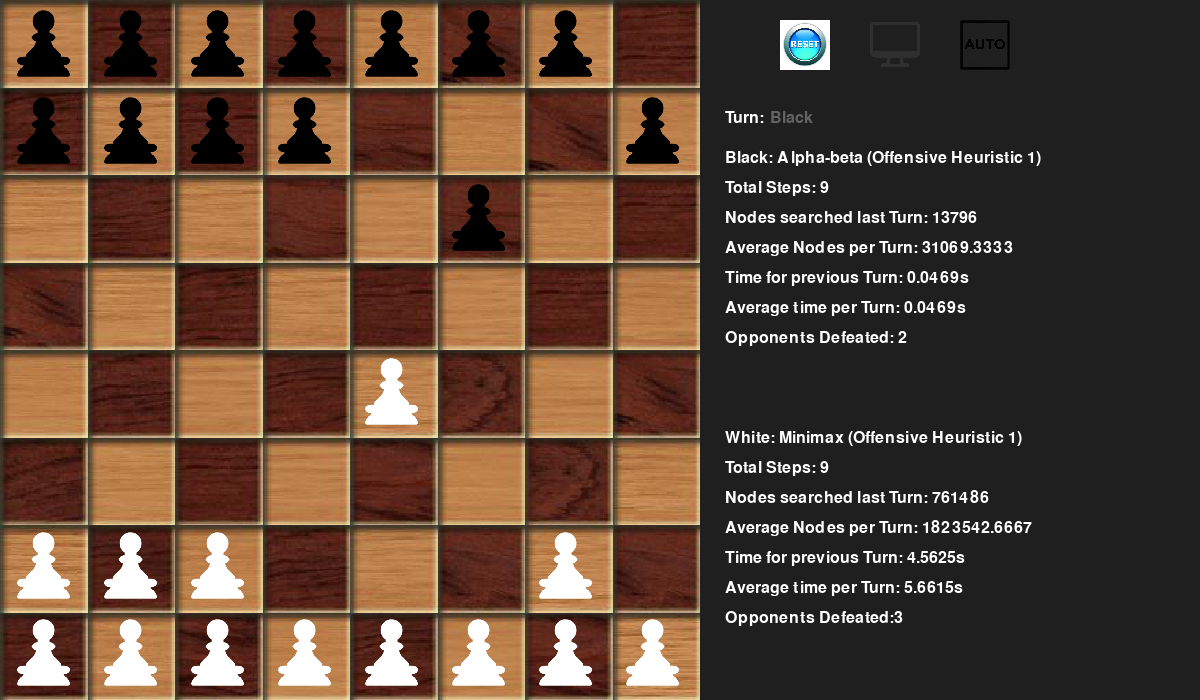 RESET
AUTO
Turn: Black
Black: Alpha-beta (Offensive Heuristic 1)
Total Steps: 9
Nodes searched last Turn: 13796
Average Nodes per Turn: 31069.3333
Time for previous Turn: 0.0469s
Average time per Turn: 0.0469s
Opponents Defeated: 2
White: Minimax (Offensive Heuristic 1)
Total Steps: 9
Nodes searched last Turn: 761486
Average Nodes per Turn: 1823542.6667
Time for previous Turn: 4.5625s
Average time per Turn: 5.6615s
Opponents Defeated:3